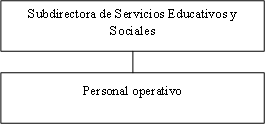 Subdirectora de Servicios Educativos y
Sociales
Personal operativo